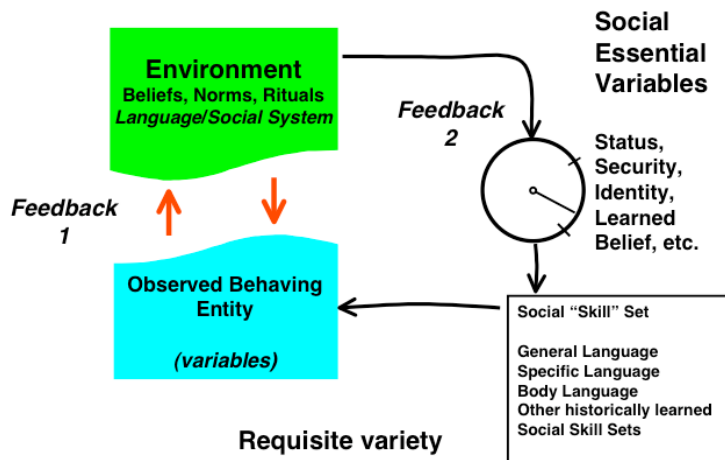 Environment
Beliefs, Norms, Rituals
Language/Social System
Social
Essential
Variables
Feedback
2
Status,
Security,
Identity,
Learned
Belief, etc.
Feedback
1
Observed Behaving
Entity
(variables)
Social “Skill” Set
General Language
Specific Language
Body Language
Other historically learned
Social Skill Sets
Requisite variety